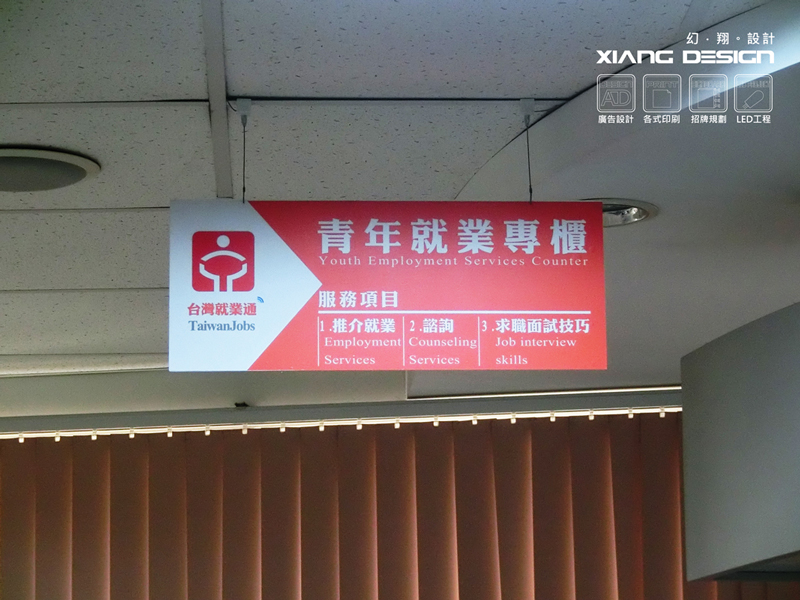 幻．翔。設計
XIANG DESIGN
廣告設計 各式印刷 招牌規劃 LED工程
青年就業專櫃
Youth Employment Services Counter
台灣就業通
TaiwanJobs
服務項目
1.推介就業 2.諮詢 3.求職面試技巧
Employment Counseling Job interview
Services Services skills